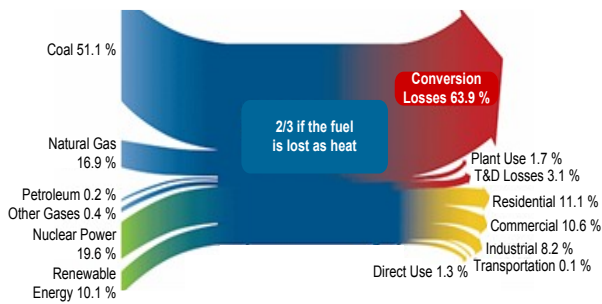 Coal 51.1 %
Natural Gas
16.9 %
Petroleum 0.2 %
Other Gases 0.4 %
Nuclear Power
19.6 %
Renewable
Energy 10.1 %
2/3 if the fuel
is lost as heat
Conversion
Losses 63.9 %
Plant Use 1.7 %
T&D Losses 3.1 %
Residential 11.1 %
Commercial 10.6 %
Industrial 8.2 %
Transportation 0.1 %
Direct Use 1.3 %